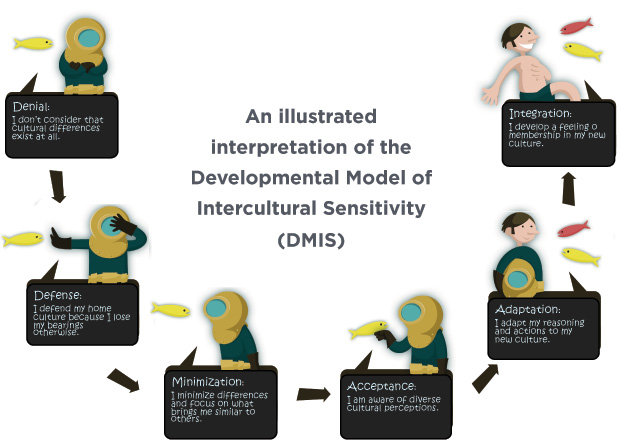 An illustrated
interpretation of the
Developmental Model of
Intercultural Sensitivity
(DMIS)
Denial:
I don't consider that
cultural differences
exist at all.
Defense:
I defend my home
culture because I lose
my bearings
otherwise.
Minimization:
I minimize differences
and focus on what
brings me similar to
others.
Acceptance:
I am aware of diverse
cultural perceptions.
Adaptation:
I adapt my reasoning
and actions to my
new culture.
Integration:
I develop a feeling o
membership in my new
culture.